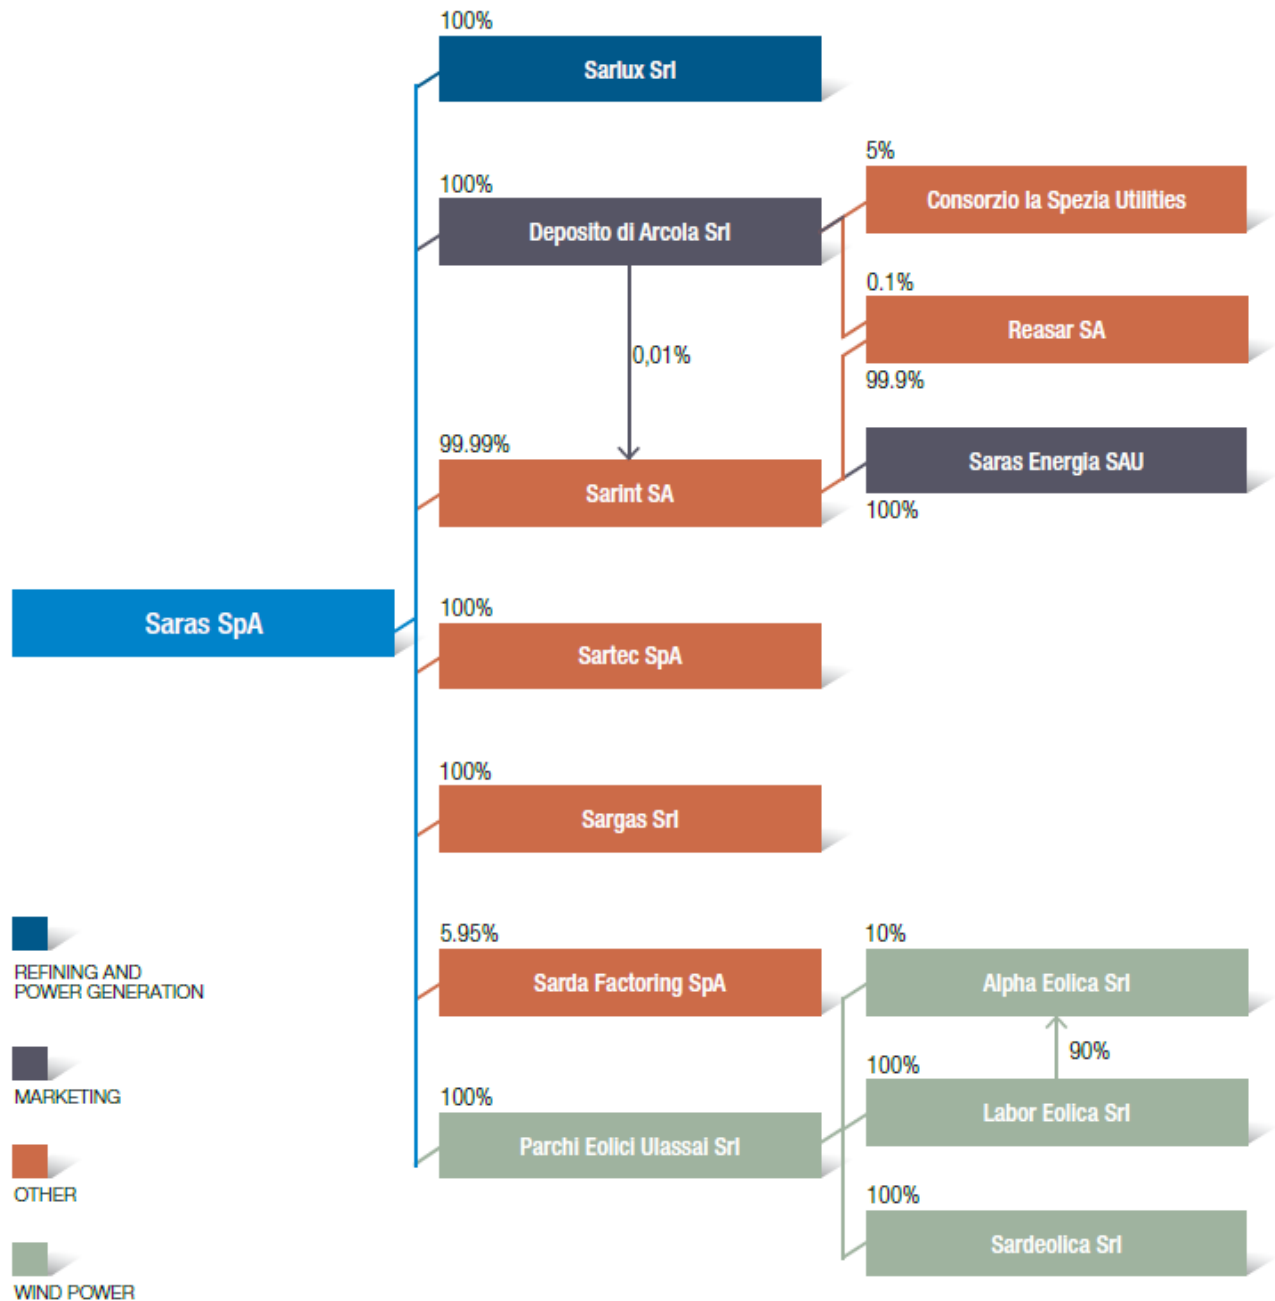 100%
Sarlux Srl
5%
Consorzio la Spezia Utilities
100%
Deposito di Arcola Srl
0.1%
Reasar SA
99.9%
0,01%
99.99%
Sarint SA
Saras Energia SAU
100%
Saras SpA
100%
Sartec SpA
100%
Sargas Srl
5.95%
Sarda Factoring SpA
10%
Alpha Eolica Srl
90%
100%
Labor Eolica Srl
100%
Parchi Eolici Ulassai Srl
100%
Sardeolica Srl
REFINING AND
POWER GENERATION
MARKETING
OTHER
WIND POWER